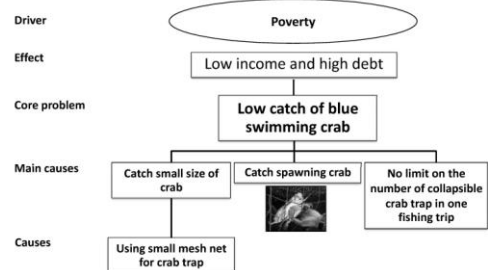 Driver
Poverty
Effect
Low income and high debt
Core problem
Low catch of blue
swimming crab
Main causes
Catch small size of
crab
Catch spawning crab
No limit on the
number of collapsible
crab trap in one
fishing trip
Causes
Using small mesh net
for crab trap